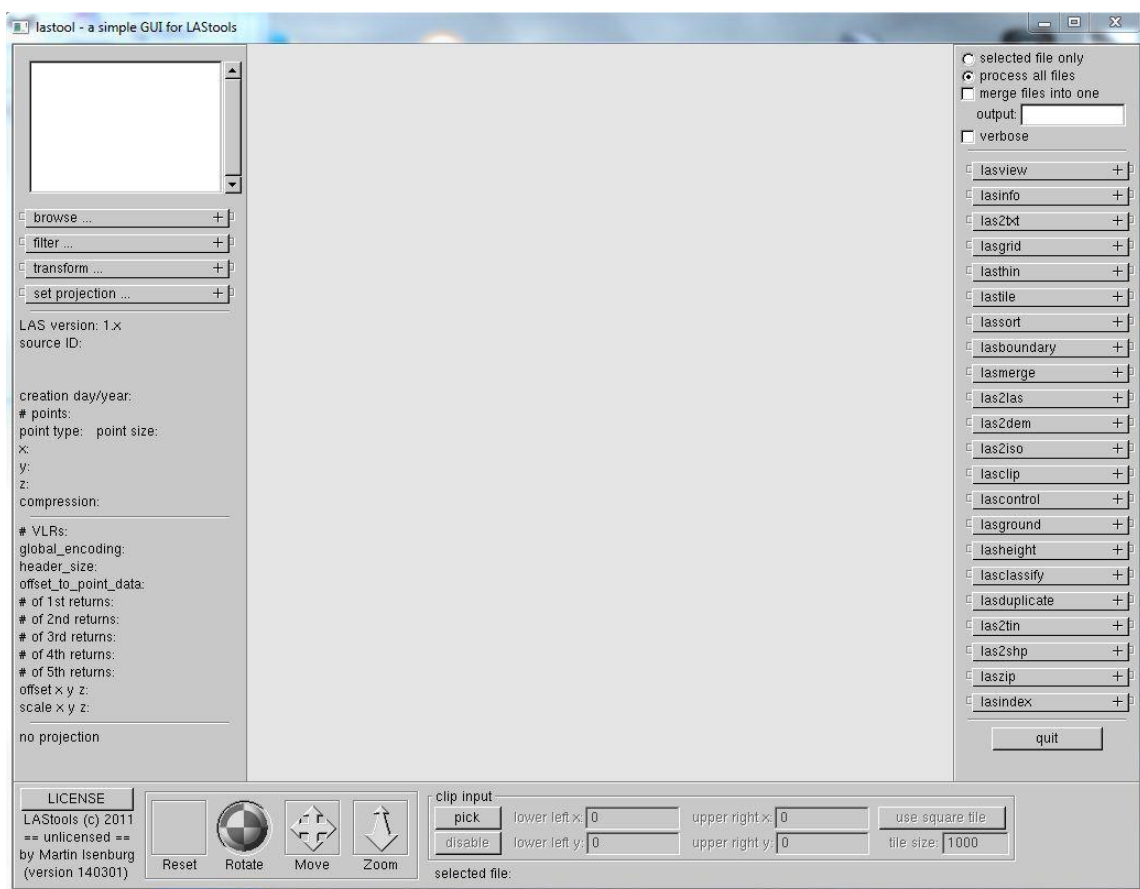 lastool - a simple GUI for LAStools
browse ...
filter ...
transform ...
set projection ...
LAS version: 1.x
source ID:
creation day/year:
# points:
point type: point size:
x:
y:
z:
compression:
# VLRs:
global_encoding:
header_size:
offset_to_point_data:
# of 1st returns:
# of 2nd returns:
# of 3rd returns:
# of 4th returns:
# of 5th returns:
offset x y z:
scale x y z:
no projection
selected file only
process all files
merge files into one
output:
verbose
lasview
lasinfo
las2txt
lasgrid
lasthin
lastile
lassort
lasboundary
lasmerge
las2las
las2dem
las2iso
lasclip
lascontrol
lasground
lasheight
lasclassify
lasduplicate
las2tin
las2shp
laszip
lasindex
quit
LICENSE
LAStools (c) 2011
== unlicensed ==
by Martin Isenburg
(version 140301)
Reset Rotate Move Zoom
clip input
pick lower left x: 0 upper right x: 0 use square tile
disable lower left y: 0 upper right y: 0 tile size: 1000
selected file: